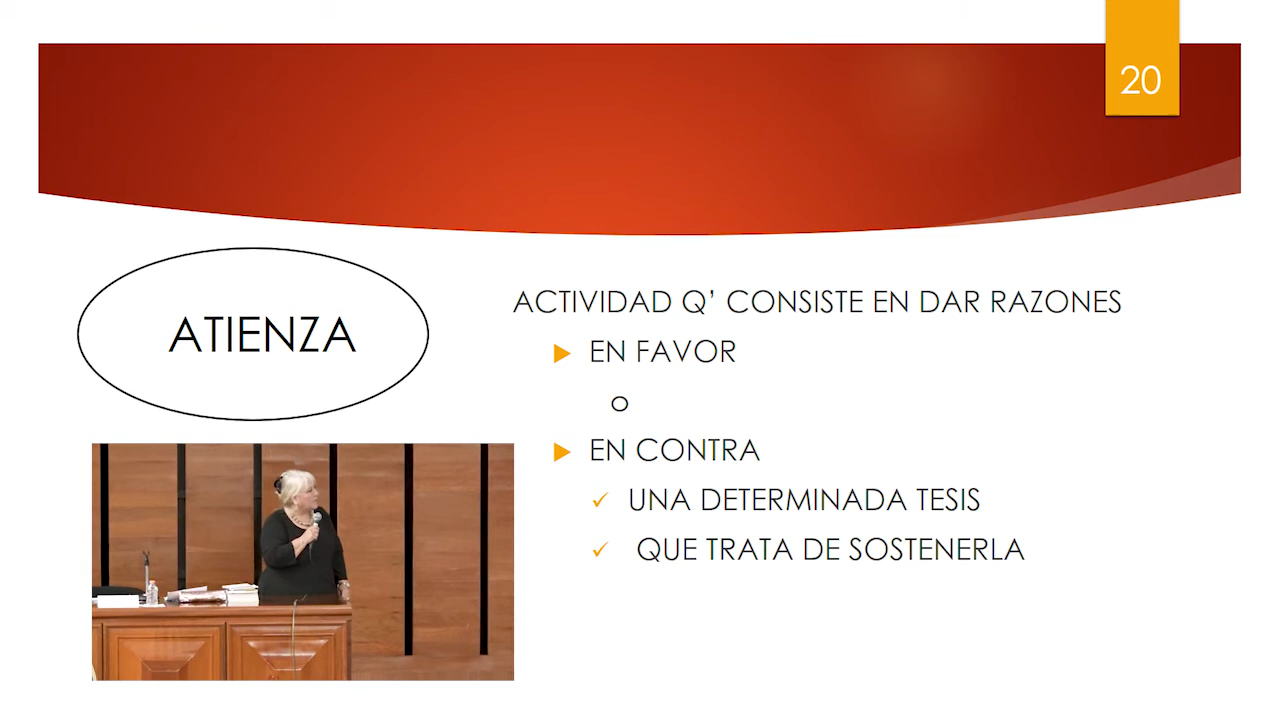 20
ATIENZA
ACTIVIDAD Q’ CONSISTE EN DAR RAZONES
EN FAVOR
o
EN CONTRA
UNA DETERMINADA TESIS
QUE TRATA DE SOSTENERLA